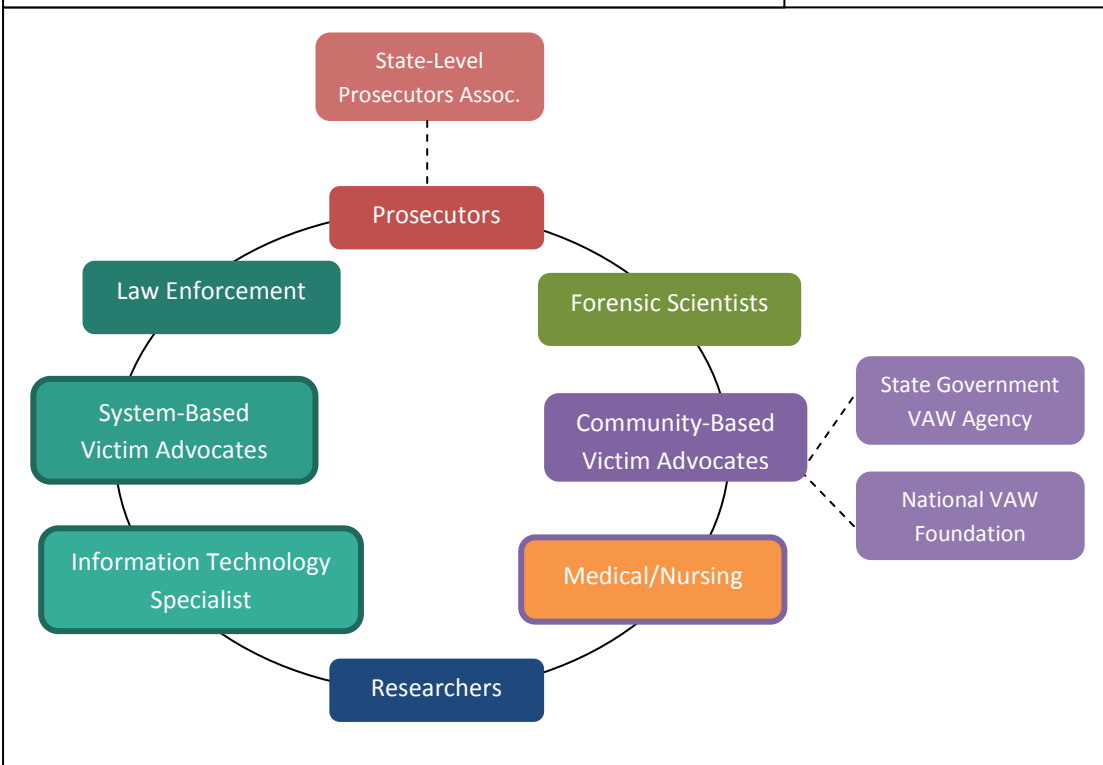 State-Level
Prosecutors Assoc.
Prosecutors
Law Enforcement
Forensic Scientists
System-Based
Victim Advocates
Community-Based
Victim Advocates
State Government
VAW Agency
National VAW
Foundation
Information Technology
Specialist
Medical/Nursing
Researchers